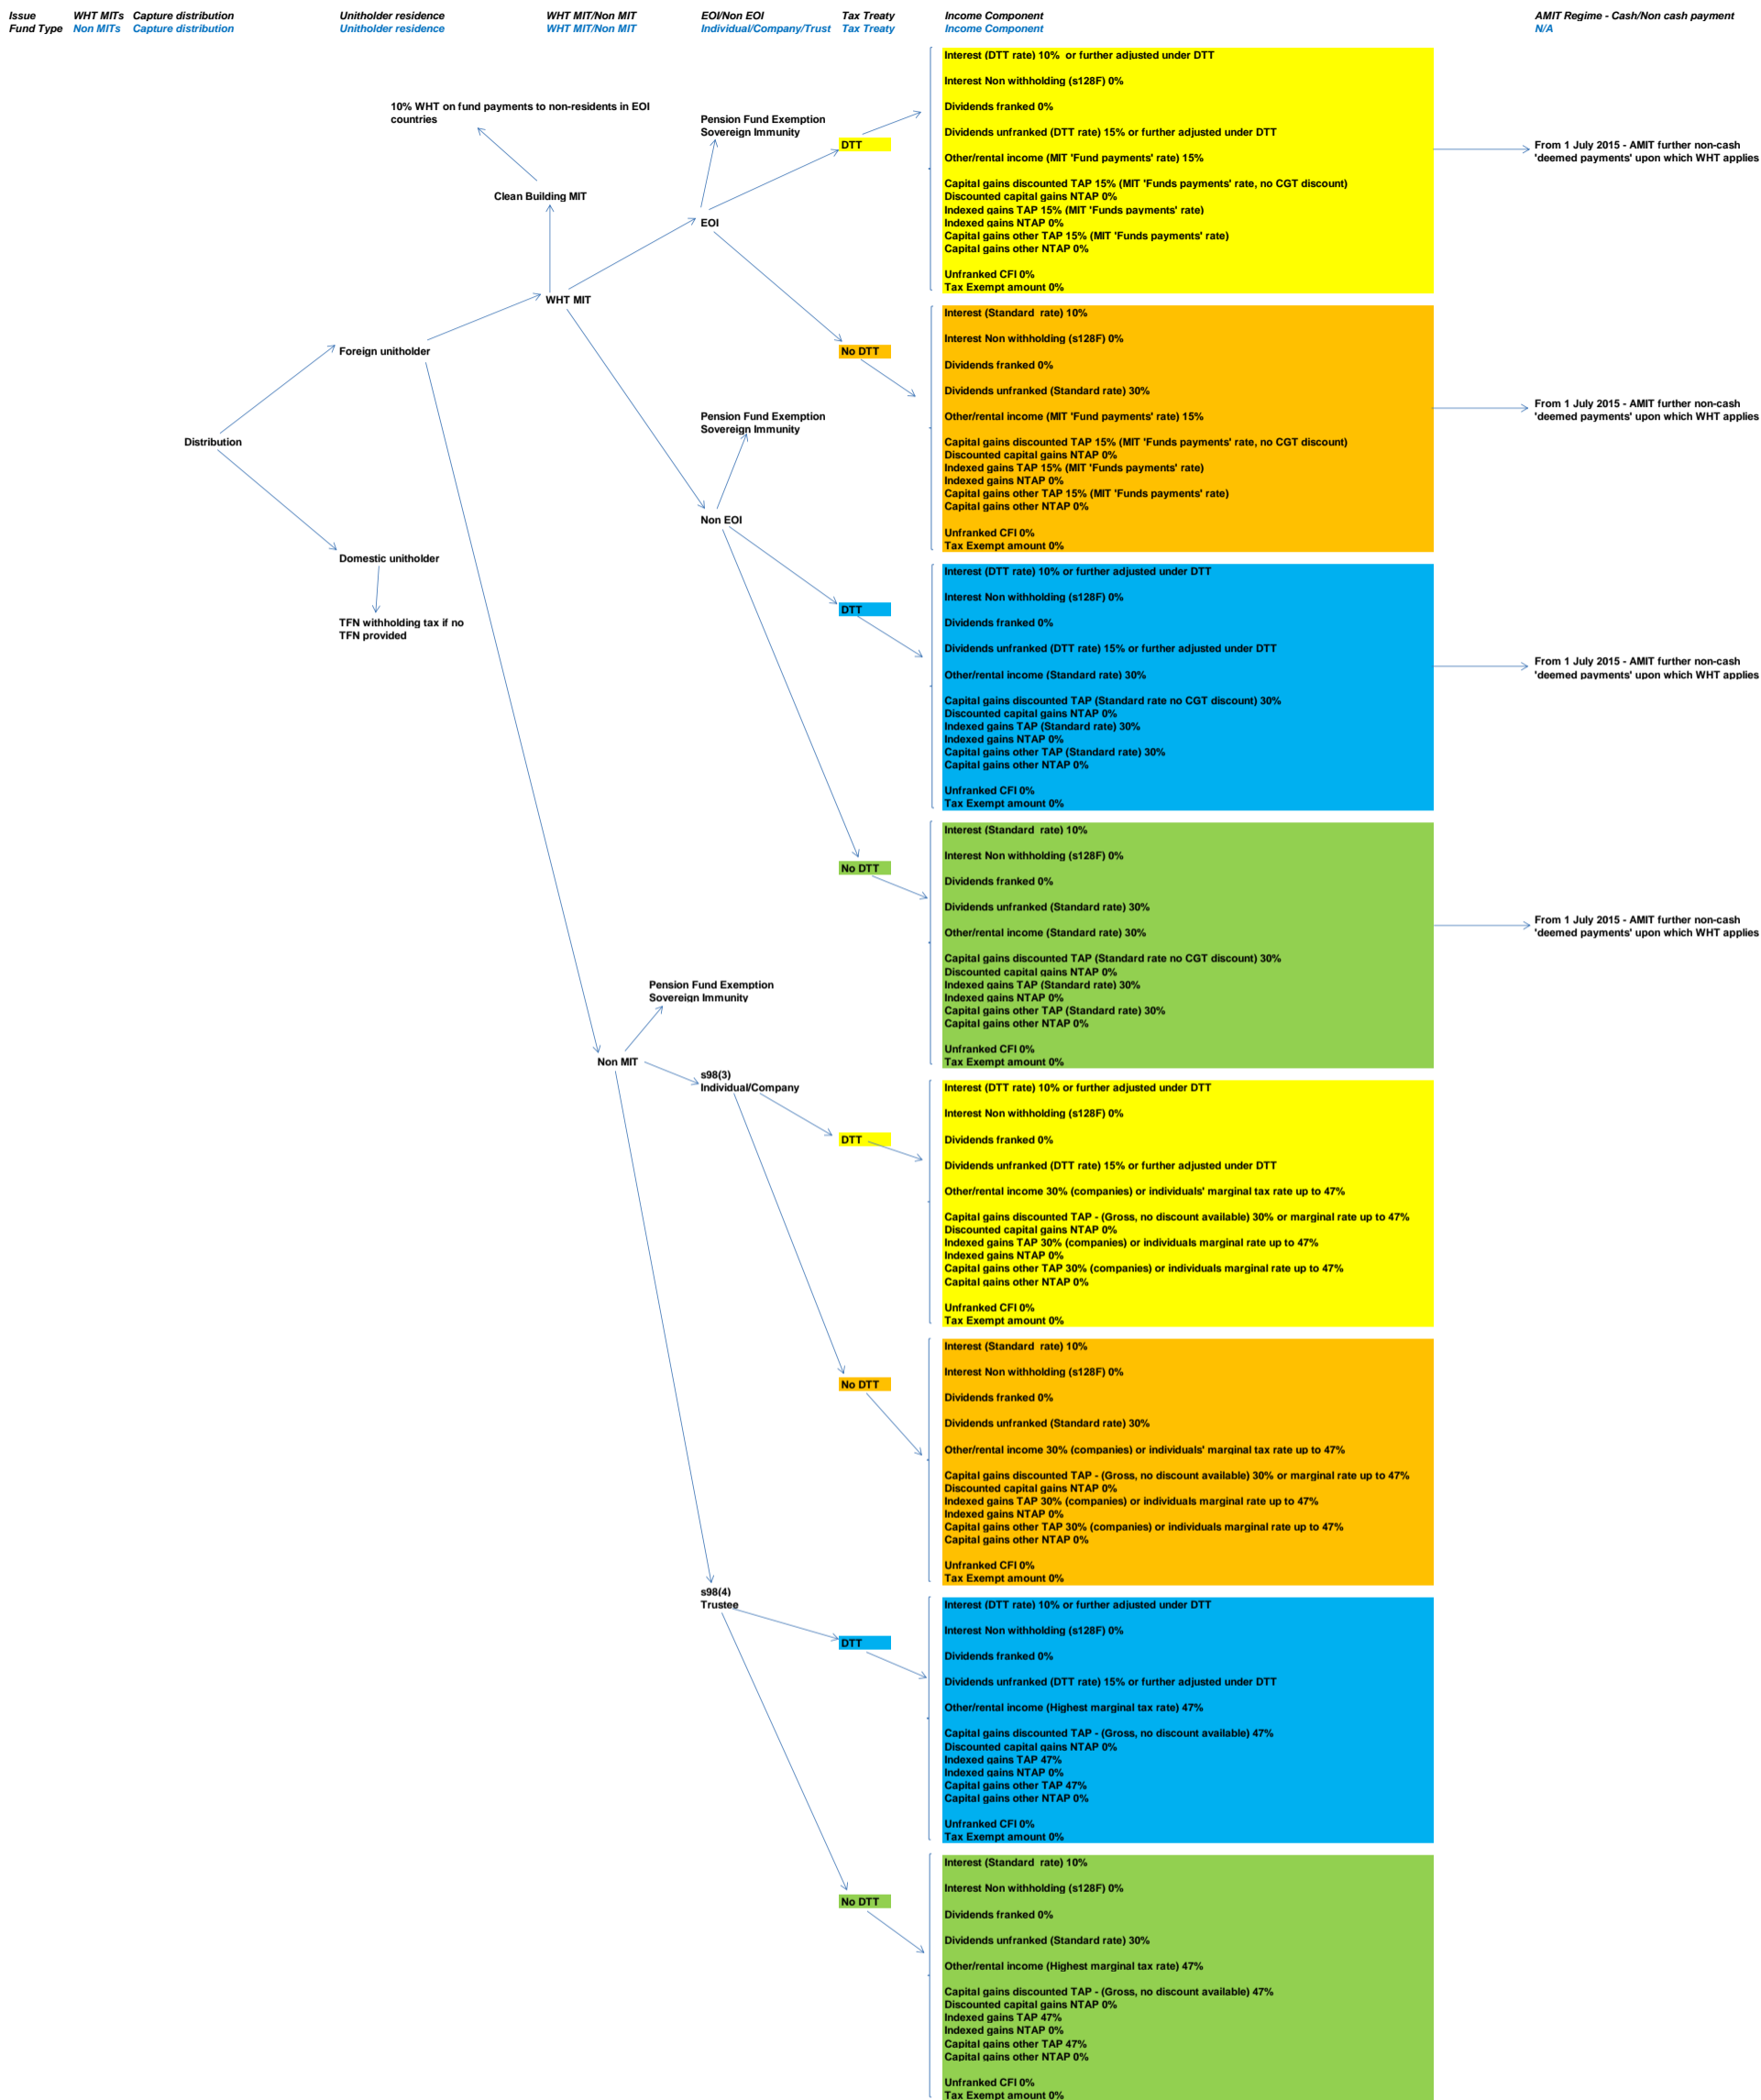 Issue WHT MITs Capture distribution Unitholder residence WHT MIT/Non MIT EOI/Non EOI Tax Treaty Income Component AMIT Regime - Cash/Non cash payment
Fund Type Non MITs Capture distribution Unitholder residence WHT MIT/Non MIT Individual/Company/Trust Tax Treaty Income Component N/A
10% WHT on fund payments to non-residents in EOI
countries
Clean Building MIT
WHT MIT
Foreign unitholder
Distribution
Domestic unitholder
TFN withholding tax if no
TFN provided
Pension Fund Exemption
Sovereign Immunity
EOI
DTT
Interest (DTT rate) 10%  or further adjusted under DTT
Interest Non withholding (s128F) 0%
Dividends franked 0%
Dividends unfranked (DTT rate) 15% or further adjusted under DTT
Other/rental income (MIT 'Fund payments' rate) 15%
Capital gains discounted TAP 15% (MIT 'Funds payments' rate, no CGT discount)
Discounted capital gains NTAP 0%
Indexed gains TAP 15% (MIT 'Funds payments' rate)
Indexed gains NTAP 0%
Capital gains other TAP 15% (MIT 'Funds payments' rate)
Capital gains other NTAP 0%
Unfranked CFI 0%
Tax Exempt amount 0%
From 1 July 2015 - AMIT further non-cash
'deemed payments' upon which WHT applies
No DTT
Interest (Standard  rate) 10%
Interest Non withholding (s128F) 0%
Dividends franked 0%
Dividends unfranked (Standard rate) 30%
Other/rental income (MIT 'Fund payments' rate) 15%
Capital gains discounted TAP 15% (MIT 'Funds payments' rate, no CGT discount)
Discounted capital gains NTAP 0%
Indexed gains TAP 15% (MIT 'Funds payments' rate)
Indexed gains NTAP 0%
Capital gains other TAP 15% (MIT 'Funds payments' rate)
Capital gains other NTAP 0%
Unfranked CFI 0%
Tax Exempt amount 0%
From 1 July 2015 - AMIT further non-cash
'deemed payments' upon which WHT applies
Pension Fund Exemption
Sovereign Immunity
Non EOI
DTT
Interest (DTT rate) 10% or further adjusted under DTT
Interest Non withholding (s128F) 0%
Dividends franked 0%
Dividends unfranked (DTT rate) 15% or further adjusted under DTT
Other/rental income (Standard rate) 30%
Capital gains discounted TAP (Standard rate no CGT discount) 30%
Discounted capital gains NTAP 0%
Indexed gains TAP (Standard rate) 30%
Indexed gains NTAP 0%
Capital gains other TAP (Standard rate) 30%
Capital gains other NTAP 0%
Unfranked CFI 0%
Tax Exempt amount 0%
From 1 July 2015 - AMIT further non-cash
'deemed payments' upon which WHT applies
No DTT
Interest (Standard  rate) 10%
Interest Non withholding (s128F) 0%
Dividends franked 0%
Dividends unfranked (Standard rate) 30%
Other/rental income (Standard rate) 30%
Capital gains discounted TAP (Standard rate no CGT discount) 30%
Discounted capital gains NTAP 0%
Indexed gains TAP (Standard rate) 30%
Indexed gains NTAP 0%
Capital gains other TAP (Standard rate) 30%
Capital gains other NTAP 0%
Unfranked CFI 0%
Tax Exempt amount 0%
From 1 July 2015 - AMIT further non-cash
'deemed payments' upon which WHT applies
Pension Fund Exemption
Sovereign Immunity
Non MIT
s98(3)
Individual/Company
DTT
Interest (DTT rate) 10% or further adjusted under DTT
Interest Non withholding (s128F) 0%
Dividends franked 0%
Dividends unfranked (DTT rate) 15% or further adjusted under DTT
Other/rental income 30% (companies) or individuals' marginal tax rate up to 47%
Capital gains discounted TAP - (Gross, no discount available) 30% or marginal rate up to 47%
Discounted capital gains NTAP 0%
Indexed gains TAP 30% (companies) or individuals marginal rate up to 47%
Indexed gains NTAP 0%
Capital gains other TAP 30% (companies) or individuals marginal rate up to 47%
Capital gains other NTAP 0%
Unfranked CFI 0%
Tax Exempt amount 0%
No DTT
Interest (Standard  rate) 10%
Interest Non withholding (s128F) 0%
Dividends franked 0%
Dividends unfranked (Standard rate) 30%
Other/rental income 30% (companies) or individuals' marginal tax rate up to 47%
Capital gains discounted TAP - (Gross, no discount available) 30% or marginal rate up to 47%
Discounted capital gains NTAP 0%
Indexed gains TAP 30% (companies) or individuals marginal rate up to 47%
Indexed gains NTAP 0%
Capital gains other TAP 30% (companies) or individuals marginal rate up to 47%
Capital gains other NTAP 0%
Unfranked CFI 0%
Tax Exempt amount 0%
s98(4)
Trustee
DTT
Interest (DTT rate) 10% or further adjusted under DTT
Interest Non withholding (s128F) 0%
Dividends franked 0%
Dividends unfranked (DTT rate) 15% or further adjusted under DTT
Other/rental income (Highest marginal tax rate) 47%
Capital gains discounted TAP - (Gross, no discount available) 47%
Discounted capital gains NTAP 0%
Indexed gains TAP 47%
Indexed gains NTAP 0%
Capital gains other TAP 47%
Capital gains other NTAP 0%
Unfranked CFI 0%
Tax Exempt amount 0%
No DTT
Interest (Standard  rate) 10%
Interest Non withholding (s128F) 0%
Dividends franked 0%
Dividends unfranked (Standard rate) 30%
Other/rental income (Highest marginal tax rate) 47%
Capital gains discounted TAP - (Gross, no discount available) 47%
Discounted capital gains NTAP 0%
Indexed gains TAP 47%
Indexed gains NTAP 0%
Capital gains other TAP 47%
Capital gains other NTAP 0%
Unfranked CFI 0%
Tax Exempt amount 0%